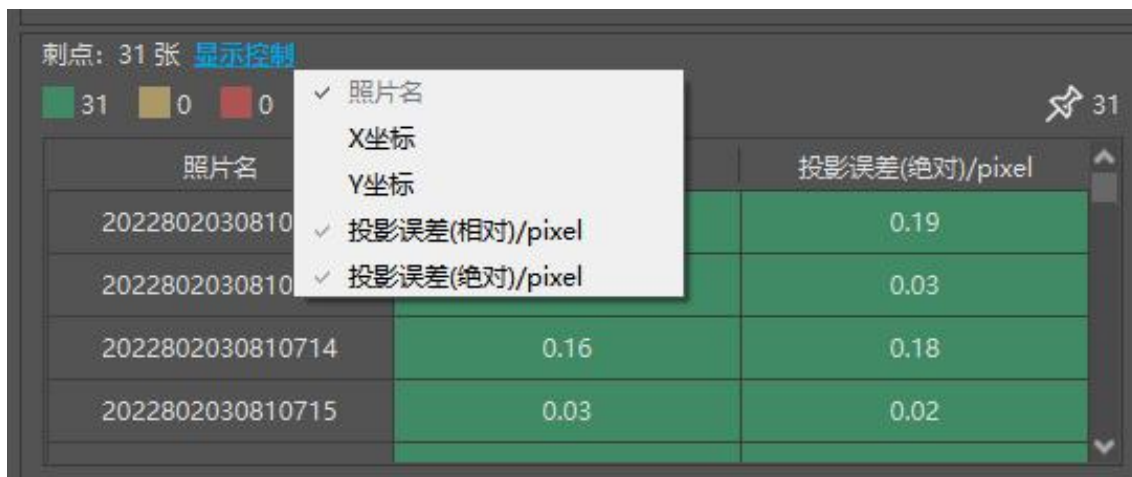 刺点: 31 张 显示控制
31 0 0 31
照片名
X坐标
Y坐标
投影误差(相对)/pixel
投影误差(绝对)/pixel
照片名 投影误差(绝对)/pixel
2022802030810 0.19
2022802030810 0.03
2022802030810714 0.16 0.18
2022802030810715 0.03 0.02